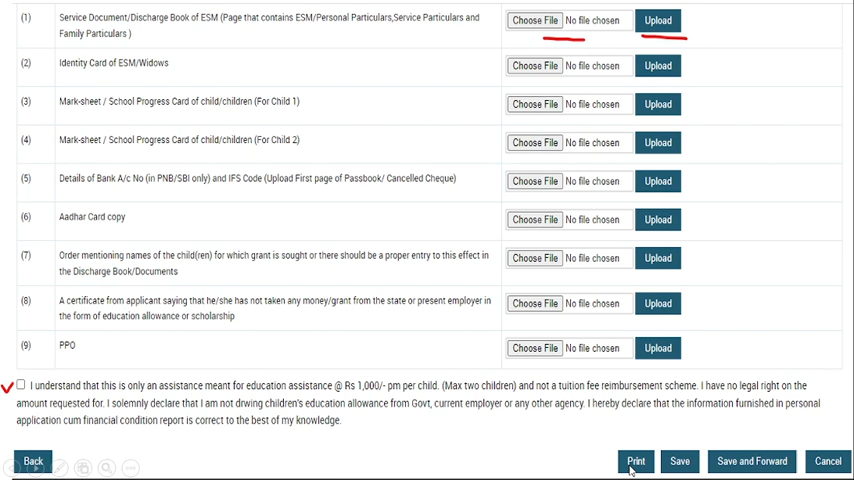 (1) Service Document/Discharge Book of ESM (Page that contains ESM/Personal Particulars,Service Particulars and Choose File No file chosen Upload
Family Particulars )
(2) Identity Card of ESM/Widows Choose File No file chosen Upload
(3) Mark-sheet / School Progress Card of child/children (For Child 1) Choose File No file chosen Upload
(4) Mark-sheet / School Progress Card of child/children (For Child 2) Choose File No file chosen Upload
(5) Details of Bank A/c No (in PNB/SBI only) and IFS Code (Upload First page of Passbook/ Cancelled Cheque) Choose File No file chosen Upload
(6) Aadhar Card copy Choose File No file chosen Upload
(7) Order mentioning names of the child(ren) for which grant is sought or there should be a proper entry to this effect in Choose File No file chosen Upload
the Discharge Book/Documents
(8) A certificate from applicant saying that he/she has not taken any money/grant from the state or present employer in Choose File No file chosen Upload
the form of education allowance or scholarship
(9) PPO Choose File No file chosen Upload
I understand that this is only an assistance meant for education assistance @ Rs 1,000/- pm per child. (Max two children) and not a tuition fee reimbursement scheme. I have no legal right on the
amount requested for. I solemnly declare that I am not drwing children's education allowance from Govt, current employer or any other agency. I hereby declare that the information furnished in personal
application cum financial condition report is correct to the best of my knowledge.
Back Print Save Save and Forward Cancel